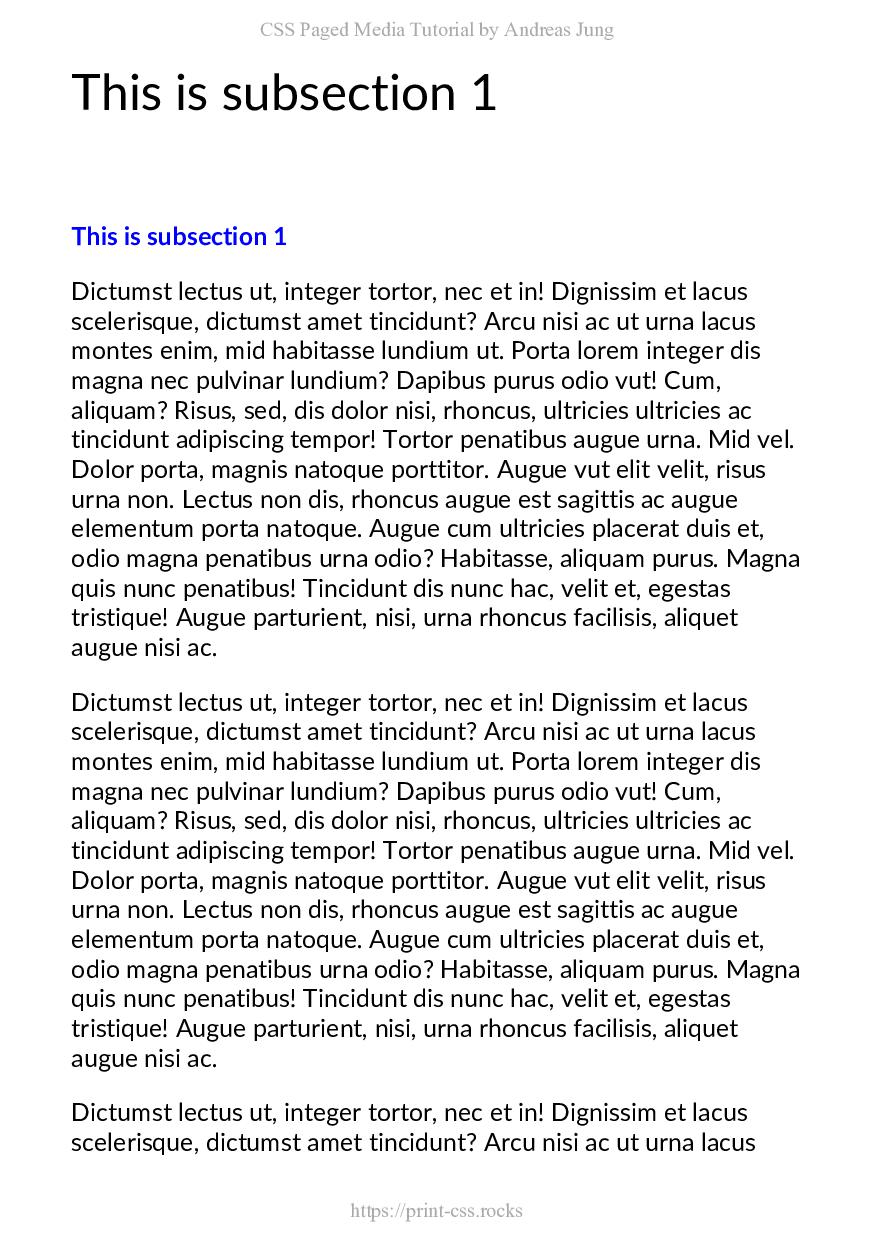 CSS Paged Media Tutorial by Andreas Jung
This is subsection 1
This is subsection 1
Dictumst lectus ut, integer tortor, nec et in! Dignissim et lacus
scelerisque, dictumst amet tincidunt? Arcu nisi ac ut urna lacus
montes enim, mid habitasse lundium ut. Porta lorem integer dis
magna nec pulvinar lundium? Dapibus purus odio vut! Cum,
aliquam? Risus, sed, dis dolor nisi, rhoncus, ultricies ultricies ac
tincidunt adipiscing tempor! Tortor penatibus augue urna. Mid vel.
Dolor porta, magnis natoque porttitor. Augue vut elit velit, risus
urna non. Lectus non dis, rhoncus augue est sagittis ac augue
elementum porta natoque. Augue cum ultricies placerat duis et,
odio magna penatibus urna odio? Habitasse, aliquam purus. Magna
quis nunc penatibus! Tincidunt dis nunc hac, velit et, egestas
tristique! Augue parturient, nisi, urna rhoncus facilisis, aliquet
augue nisi ac.
Dictumst lectus ut, integer tortor, nec et in! Dignissim et lacus
scelerisque, dictumst amet tincidunt? Arcu nisi ac ut urna lacus
montes enim, mid habitasse lundium ut. Porta lorem integer dis
magna nec pulvinar lundium? Dapibus purus odio vut! Cum,
aliquam? Risus, sed, dis dolor nisi, rhoncus, ultricies ultricies ac
tincidunt adipiscing tempor! Tortor penatibus augue urna. Mid vel.
Dolor porta, magnis natoque porttitor. Augue vut elit velit, risus
urna non. Lectus non dis, rhoncus augue est sagittis ac augue
elementum porta natoque. Augue cum ultricies placerat duis et,
odio magna penatibus urna odio? Habitasse, aliquam purus. Magna
quis nunc penatibus! Tincidunt dis nunc hac, velit et, egestas
tristique! Augue parturient, nisi, urna rhoncus facilisis, aliquet
augue nisi ac.
Dictumst lectus ut, integer tortor, nec et in! Dignissim et lacus
scelerisque, dictumst amet tincidunt? Arcu nisi ac ut urna lacus
https://print-css.rocks